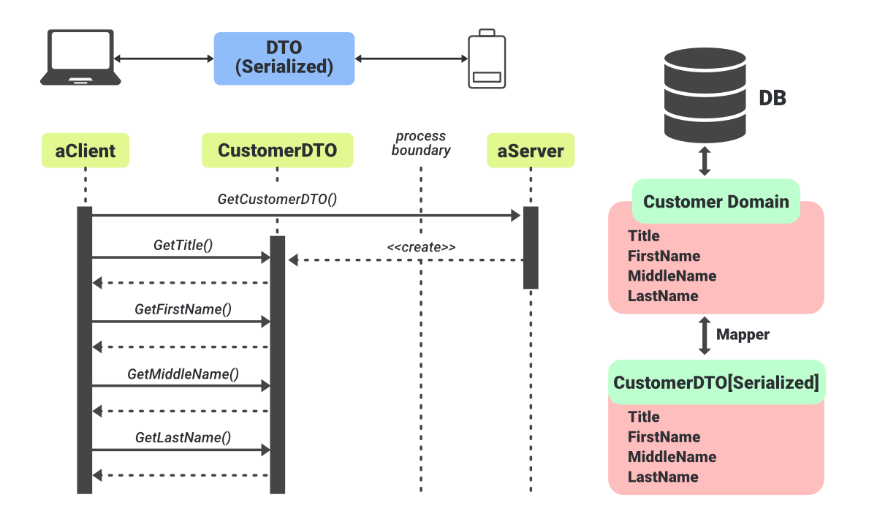 DTO
(Serialized)
DB
aClient
CustomerDTO
process
boundary
aServer
GetCustomerDTO()
GetTitle()
<<create>>
GetFirstName()
GetMiddleName()
GetLastName()
Customer Domain
Title
FirstName
MiddleName
LastName
Mapper
CustomerDTO[Serialized]
Title
FirstName
MiddleName
LastName